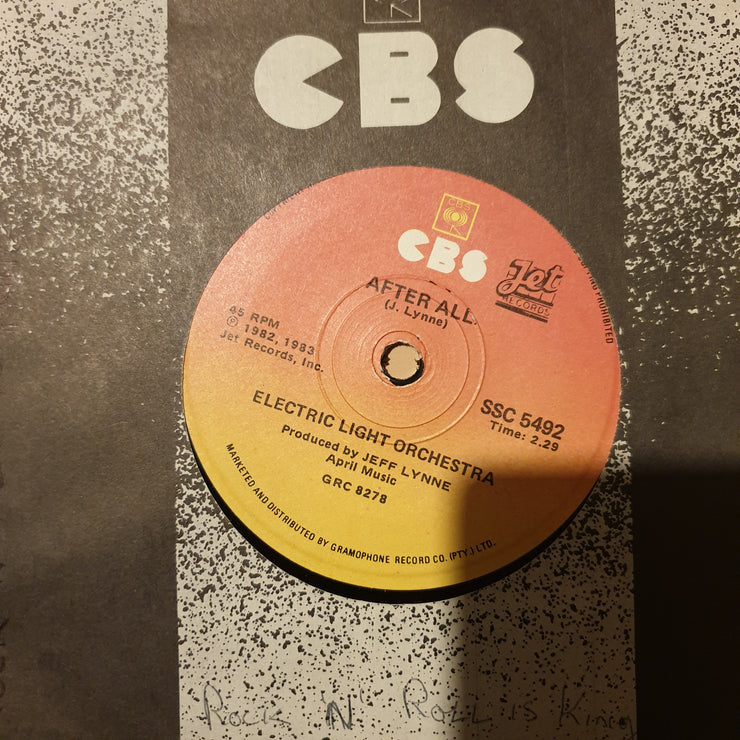 CBS
CBS
CBS
Jet
RECORDS
PROHIBITED
AFTER ALL
(J. Lynne)
45 RPM
℗ 1982, 1983
Jet Records, Inc.
SSC 5492
Time: 2.29
ELECTRIC LIGHT ORCHESTRA
Produced by JEFF LYNNE
April Music
GRC 8278
MARKETED AND DISTRIBUTED BY GRAMOPHONE RECORD CO. (PTY.) LTD.
ROCK 'N' ROLL IS KING